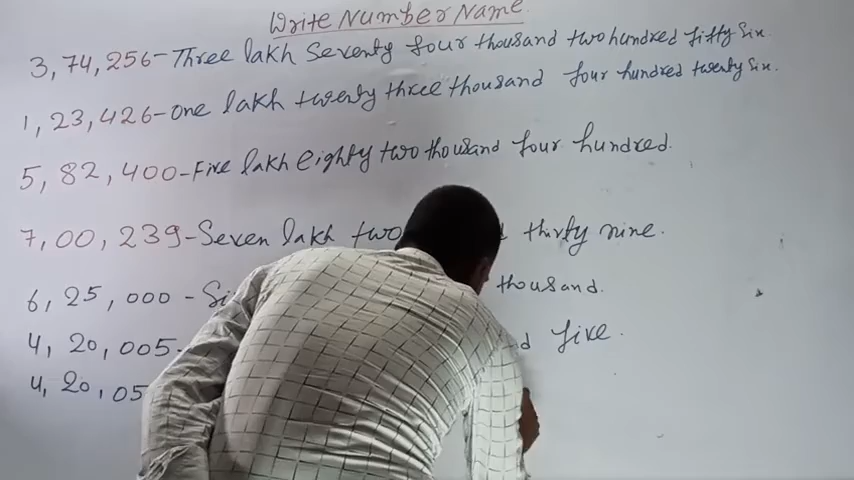 Write Number Name.
3,74,256-Three lakh seventy four thousand two hundred fifty six.
1,23,426-One lakh twenty three thousand four hundred twenty six.
5,82,400-Five lakh eighty two thousand four hundred.
7,00,239-Seven lakh two thirty nine.
6,25,000- thousand.
4,20,005- five.
4,20,05